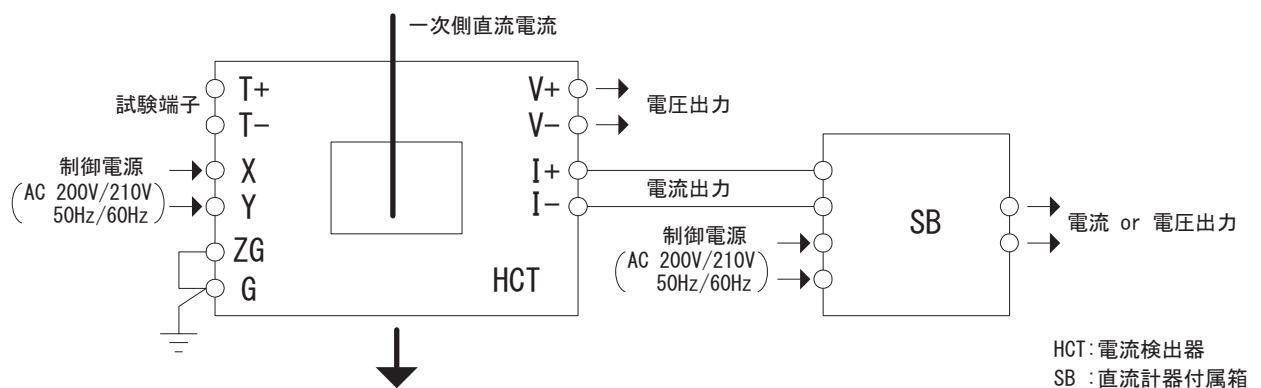 一次側直流電流
試験端子
T+
T-
制御電源
(AC 200V/210V
50Hz/60Hz)
X
Y
ZG
G
HCT
V+
V-
電圧出力
I+
I-
電流出力
制御電源
(AC 200V/210V
50Hz/60Hz)
SB
電流 or 電圧出力
HCT:電流検出器
SB :直流計器付属箱